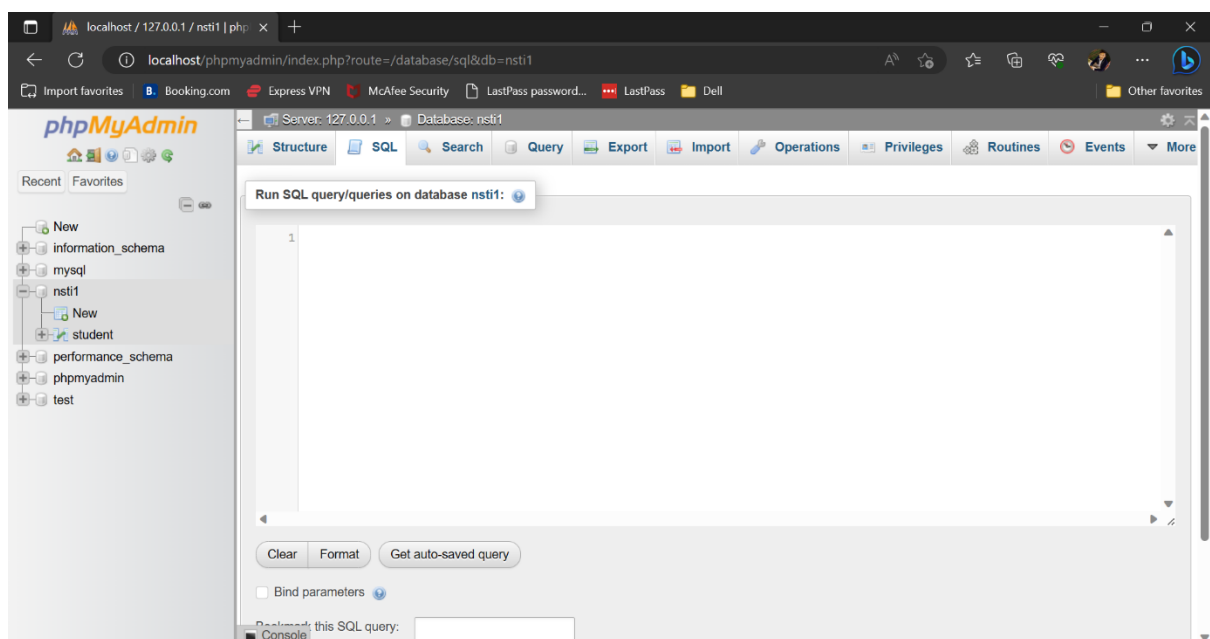 localhost / 127.0.0.1 / nsti1 | php
localhost/phpmyadmin/index.php?route=/database/sql&db=nsti1
Import favorites
B. Booking.com
Express VPN
McAfee Security
LastPass password...
LastPass
Dell
Other favorites
phpMyAdmin
Recent Favorites
New
information_schema
mysql
nsti1
New
student
performance_schema
phpmyadmin
test
Server: 127.0.0.1 » Database: nsti1
Structure SQL Search Query Export Import Operations Privileges Routines Events More
Run SQL query/queries on database nsti1:
1
Clear Format Get auto-saved query
Bind parameters
Bookmark this SQL query:
Console